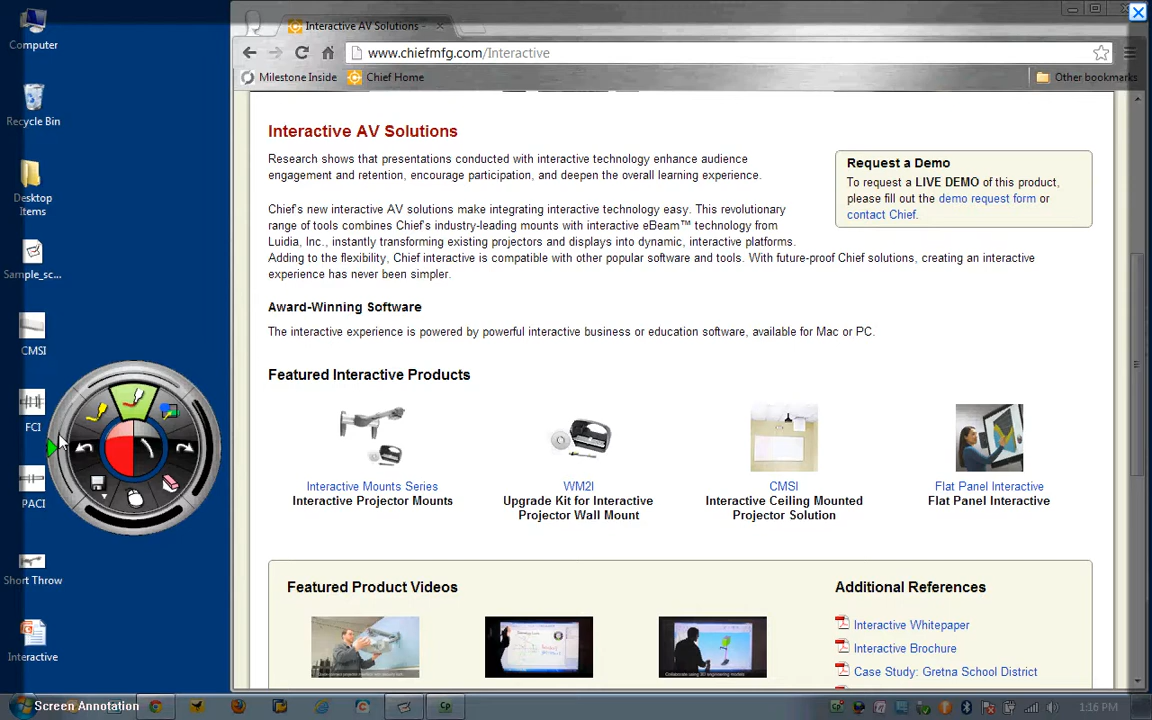 Computer
Recycle Bin
Desktop
Items
Sample_sc...
CMSI
FCI
PACI
Short Throw
Interactive
Interactive AV Solutions -
www.chiefmfg.com/Interactive
Milestone Inside
Chief Home
Other bookmarks
Interactive AV Solutions
Research shows that presentations conducted with interactive technology enhance audience
engagement and retention, encourage participation, and deepen the overall learning experience.
Chief's new interactive AV solutions make integrating interactive technology easy. This revolutionary
range of tools combines Chief's industry-leading mounts with interactive eBeam™ technology from
Luidia, Inc., instantly transforming existing projectors and displays into dynamic, interactive platforms.
Adding to the flexibility, Chief interactive is compatible with other popular software and tools. With future-proof Chief solutions, creating an interactive
experience has never been simpler.
Request a Demo
To request a LIVE DEMO of this product,
please fill out the demo request form or
contact Chief.
Award-Winning Software
The interactive experience is powered by powerful interactive business or education software, available for Mac or PC.
Featured Interactive Products
Interactive Mounts Series
Interactive Projector Mounts
WM2I
Upgrade Kit for Interactive
Projector Wall Mount
CMSI
Interactive Ceiling Mounted
Projector Solution
Flat Panel Interactive
Flat Panel Interactive
Featured Product Videos
Additional References
Interactive Whitepaper
Interactive Brochure
Case Study: Gretna School District
Screen Annotation
1:16 PM